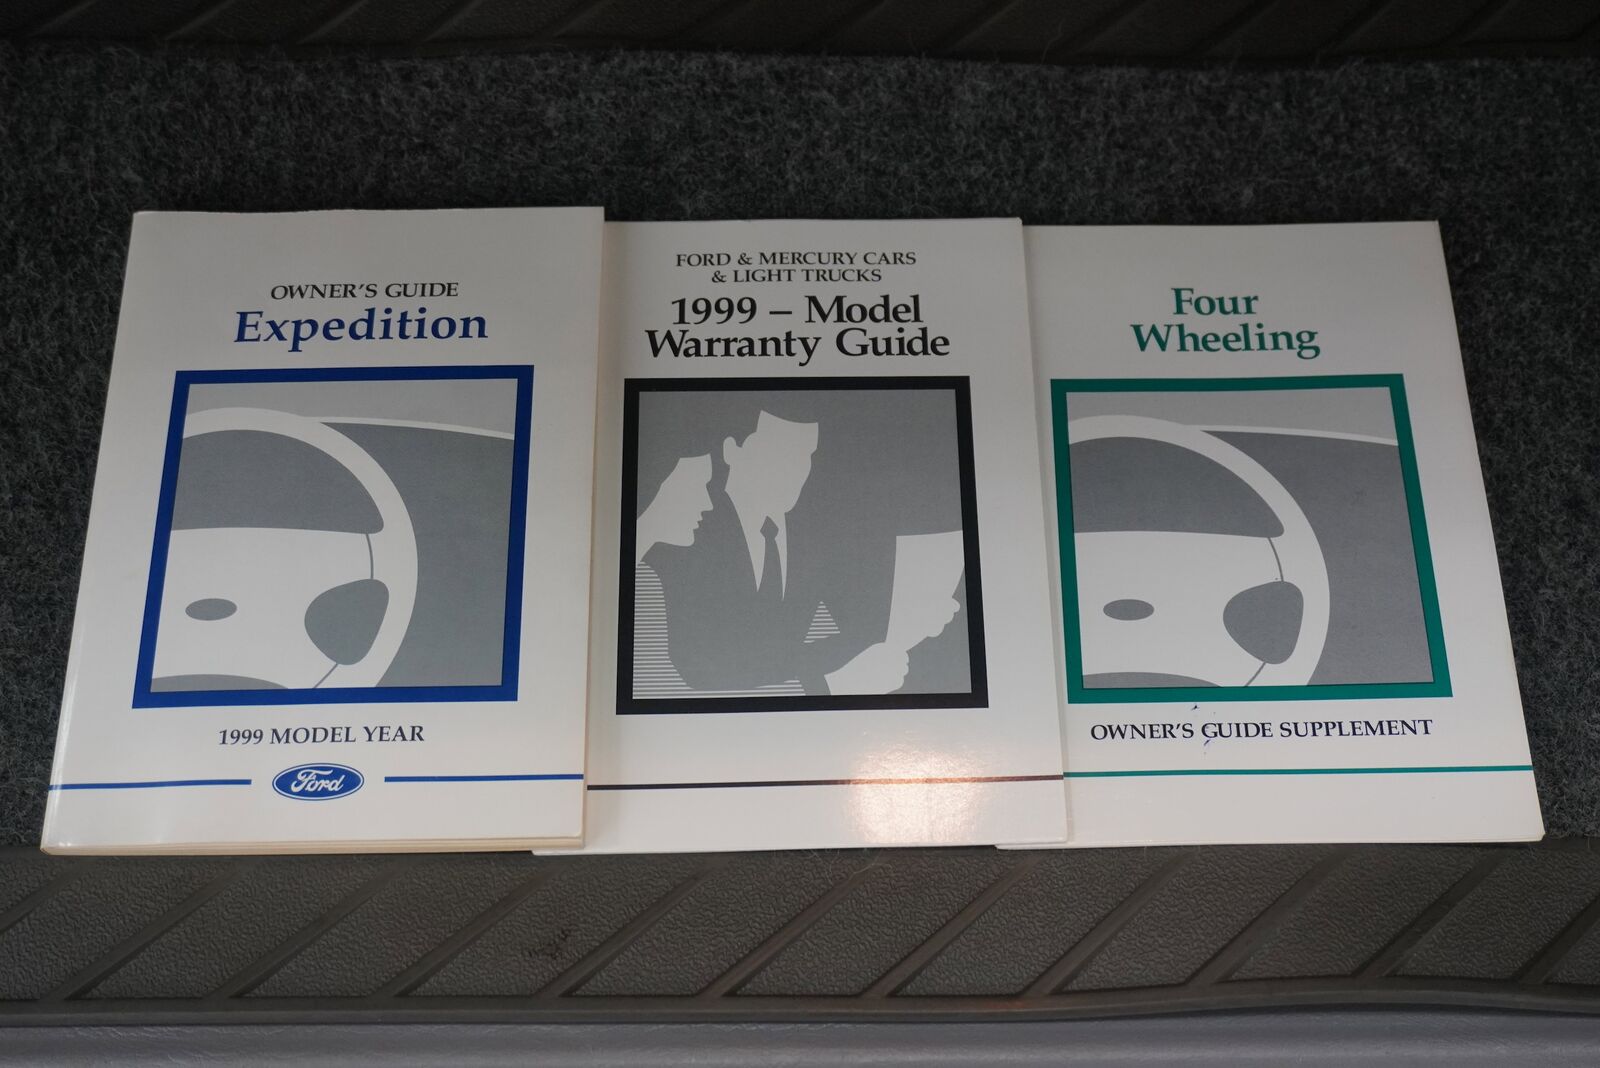 OWNER'S GUIDE
Expedition
1999 MODEL YEAR
Ford
FORD & MERCURY CARS
& LIGHT TRUCKS
1999 – Model
Warranty Guide
Four
Wheeling
OWNER'S GUIDE SUPPLEMENT